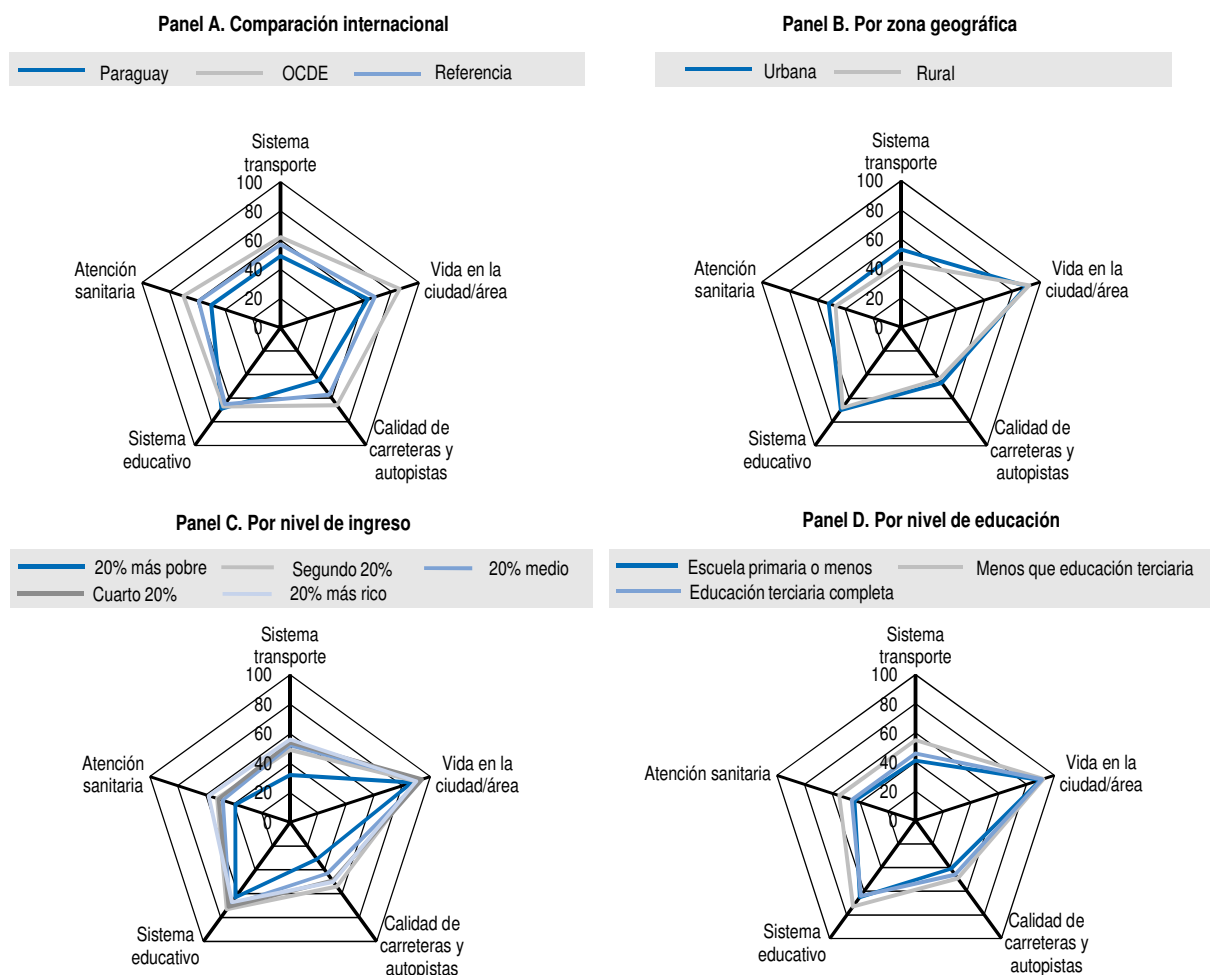 Panel A. Comparación internacional
Paraguay OCDE Referencia
Sistema
transporte
100
80
60
40
20
0
Vida en la
ciudad/área
Calidad de
carreteras y
autopistas
Sistema
educativo
Atención
sanitaria
Panel B. Por zona geográfica
Urbana Rural
Sistema
transporte
100
80
60
40
20
0
Vida en la
ciudad/área
Calidad de
carreteras y
autopistas
Sistema
educativo
Atención
sanitaria
Panel C. Por nivel de ingreso
20% más pobre Segundo 20% 20% medio
Cuarto 20% 20% más rico
Sistema
transporte
100
80
60
40
20
0
Vida en la
ciudad/área
Calidad de
carreteras y
autopistas
Sistema
educativo
Atención
sanitaria
Panel D. Por nivel de educación
Escuela primaria o menos Menos que educación terciaria
Educación terciaria completa
Sistema
transporte
100
80
60
40
20
0
Vida en la
ciudad/área
Calidad de
carreteras y
autopistas
Sistema
educativo
Atención sanitaria